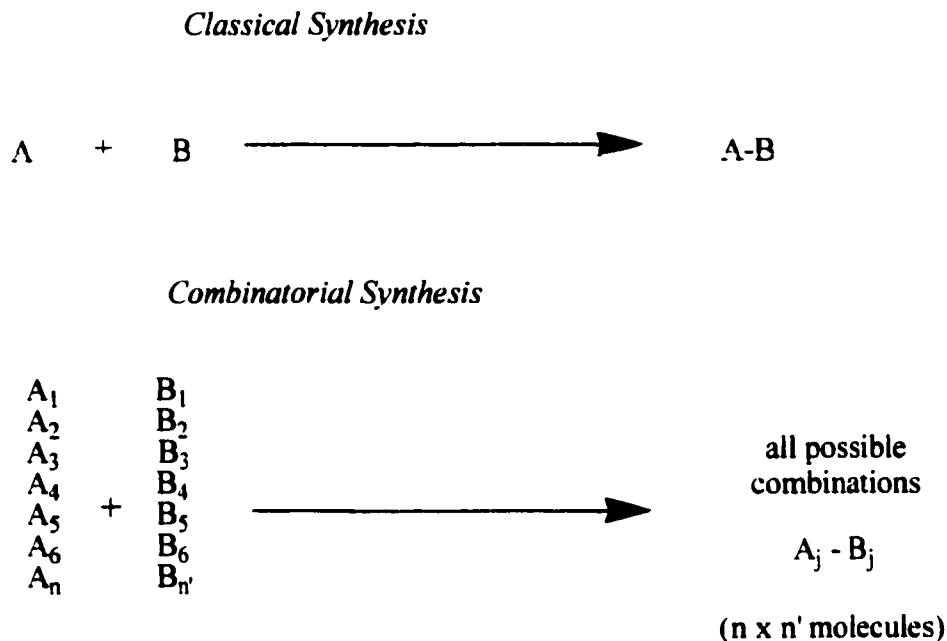 Classical Synthesis
A + B A-B
Combinatorial Synthesis
A₁ B₁
A₂ B₂
A₃ B₃
A₄ B₄
A₅ + B₅
A₆ B₆
Aₙ Bₙ'
all possible
combinations
Aⱼ - Bⱼ
(n x n' molecules)